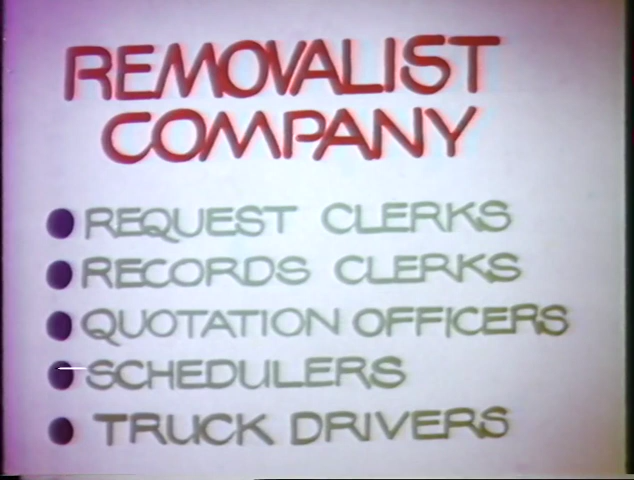 REMOVALIST
COMPANY
REQUEST CLERKS
RECORDS CLERKS
QUOTATION OFFICERS
SCHEDULERS
TRUCK DRIVERS